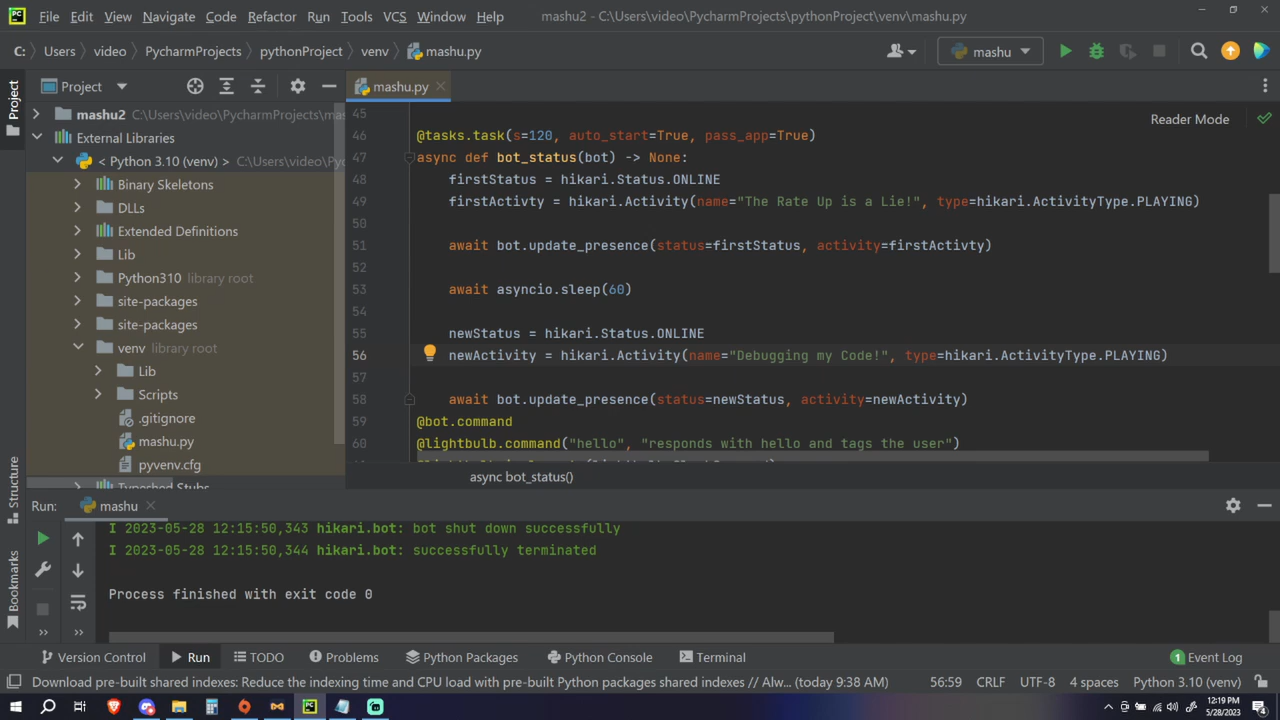 File Edit View Navigate Code Refactor Run Tools VCS Window Help mashu2 - C:\Users\video\PycharmProjects\pythonProject\venv\mashu.py
C: Users video PycharmProjects pythonProject venv mashu.py mashu
Project
Project
mashu.py
mashu2 C:\Users\video\PycharmProjects\mas
External Libraries
< Python 3.10 (venv) > C:\Users\video\Pyc
Binary Skeletons
DLLs
Extended Definitions
Lib
Python310 library root
site-packages
site-packages
venv library root
Lib
Scripts
.gitignore
mashu.py
pyvenv.cfg
Typeshed Stubs
Reader Mode
45
46 @tasks.task(s=120, auto_start=True, pass_app=True)
47 async def bot_status(bot) -> None:
48 firstStatus = hikari.Status.ONLINE
49 firstActivty = hikari.Activity(name="The Rate Up is a Lie!", type=hikari.ActivityType.PLAYING)
50
51 await bot.update_presence(status=firstStatus, activity=firstActivty)
52
53 await asyncio.sleep(60)
54
55 newStatus = hikari.Status.ONLINE
56 newActivity = hikari.Activity(name="Debugging my Code!", type=hikari.ActivityType.PLAYING)
57
58 await bot.update_presence(status=newStatus, activity=newActivity)
59 @bot.command
60 @lightbulb.command("hello", "responds with hello and tags the user")
async bot_status()
Structure
Bookmarks
Run: mashu
I 2023-05-28 12:15:50,343 hikari.bot: bot shut down successfully
I 2023-05-28 12:15:50,344 hikari.bot: successfully terminated
Process finished with exit code 0
Version Control Run TODO Problems Python Packages Python Console Terminal 1 Event Log
Download pre-built shared indexes: Reduce the indexing time and CPU load with pre-built Python packages shared indexes // Alw... (today 9:38 AM) 56:59 CRLF UTF-8 4 spaces Python 3.10 (venv)
12:19 PM
5/28/2023
4